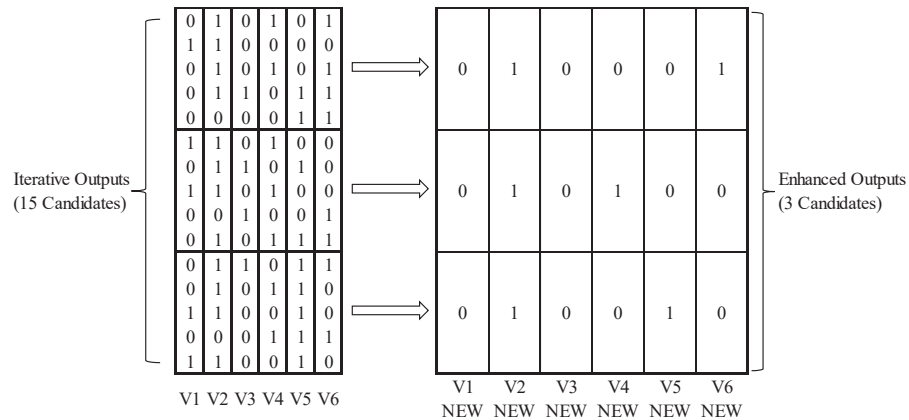 0 1 0 1 0 1
1 1 0 0 0 0
0 1 0 1 0 1
0 1 1 0 1 1
0 0 0 0 1 1
0 1 0 0 0 1
1 1 0 1 0 0
0 1 1 0 1 0
1 1 0 1 0 0
0 0 1 0 0 1
0 1 0 1 1 1
0 1 0 1 0 0
Iterative Outputs
(15 Candidates)
Enhanced Outputs
(3 Candidates)
0 1 1 0 1 1
0 1 0 1 1 0
1 1 0 0 1 0
0 0 0 1 1 1
1 1 0 0 1 0
0 1 0 0 1 0
V1 V2 V3 V4 V5 V6
V1 V2 V3 V4 V5 V6
NEW NEW NEW NEW NEW NEW